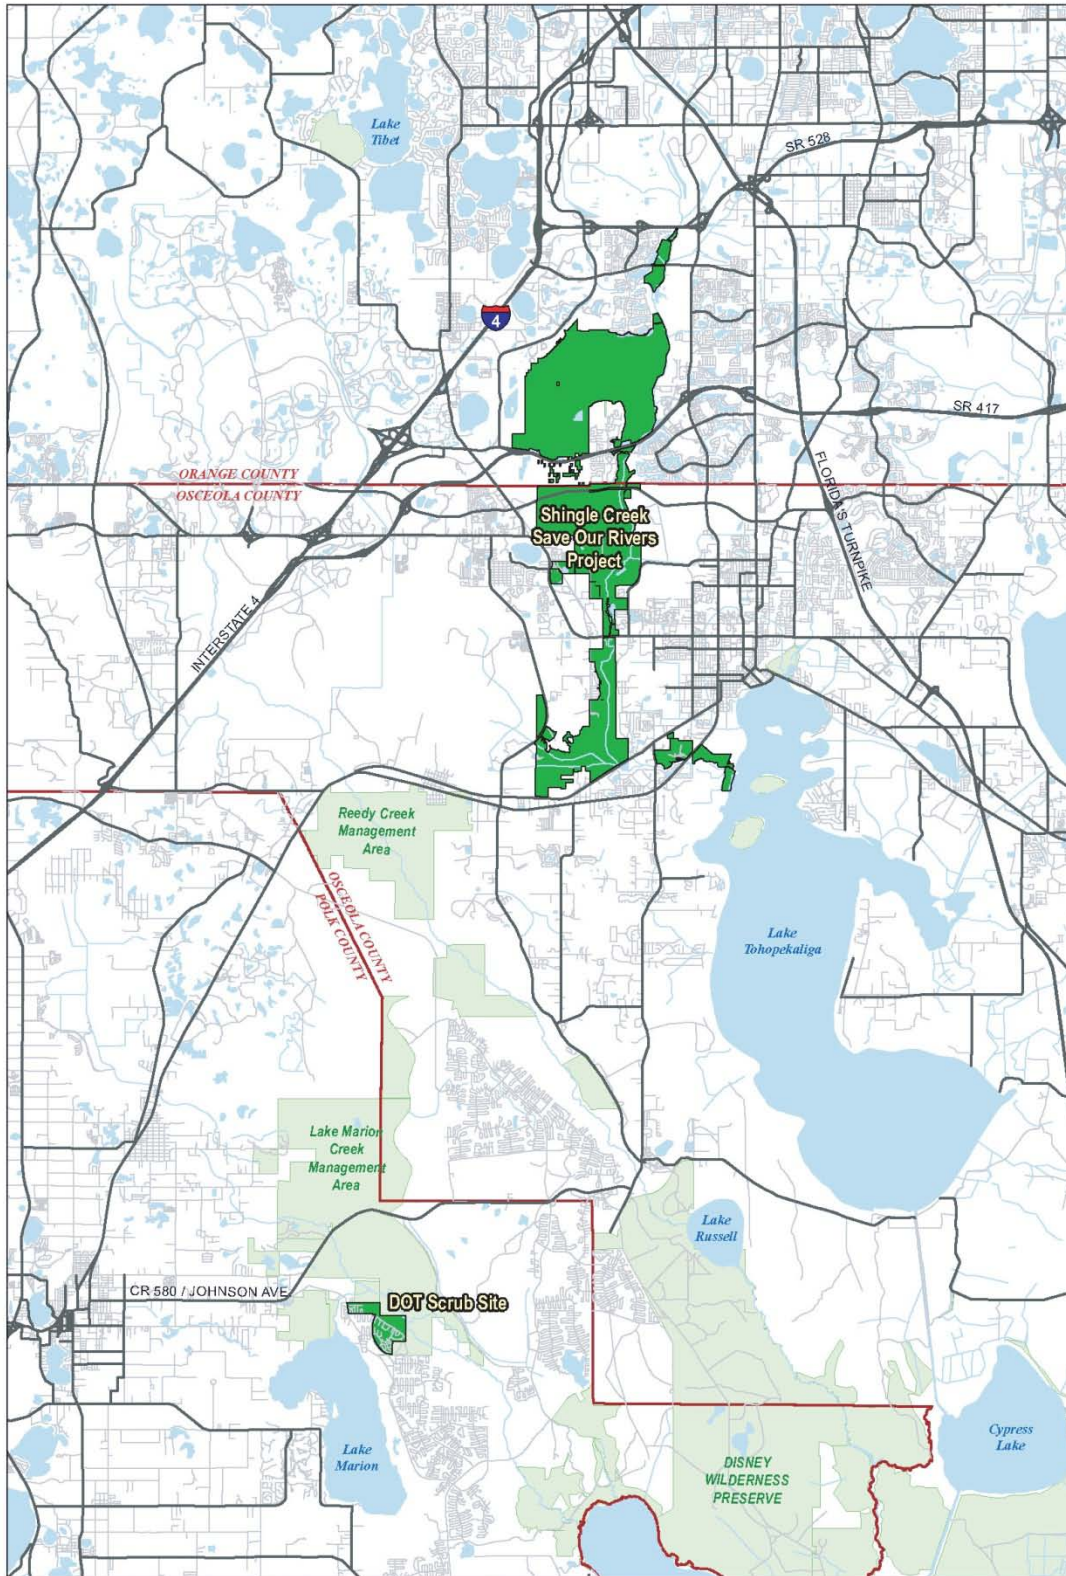 Lake
Tibet
SR 528
4
SR 417
ORANGE COUNTY
OSCEOLA COUNTY
FLORIDA'S TURNPIKE
Shingle Creek
Save Our Rivers
Project
INTERSTATE 4
Reedy Creek
Management
Area
OSCEOLA COUNTY
POLK COUNTY
Lake
Tohopekaliga
Lake Marion
Creek
Management
Area
Lake
Russell
CR 580 / JOHNSON AVE.
DOT Scrub Site
Lake
Marion
Cypress
Lake
DISNEY
WILDERNESS
PRESERVE